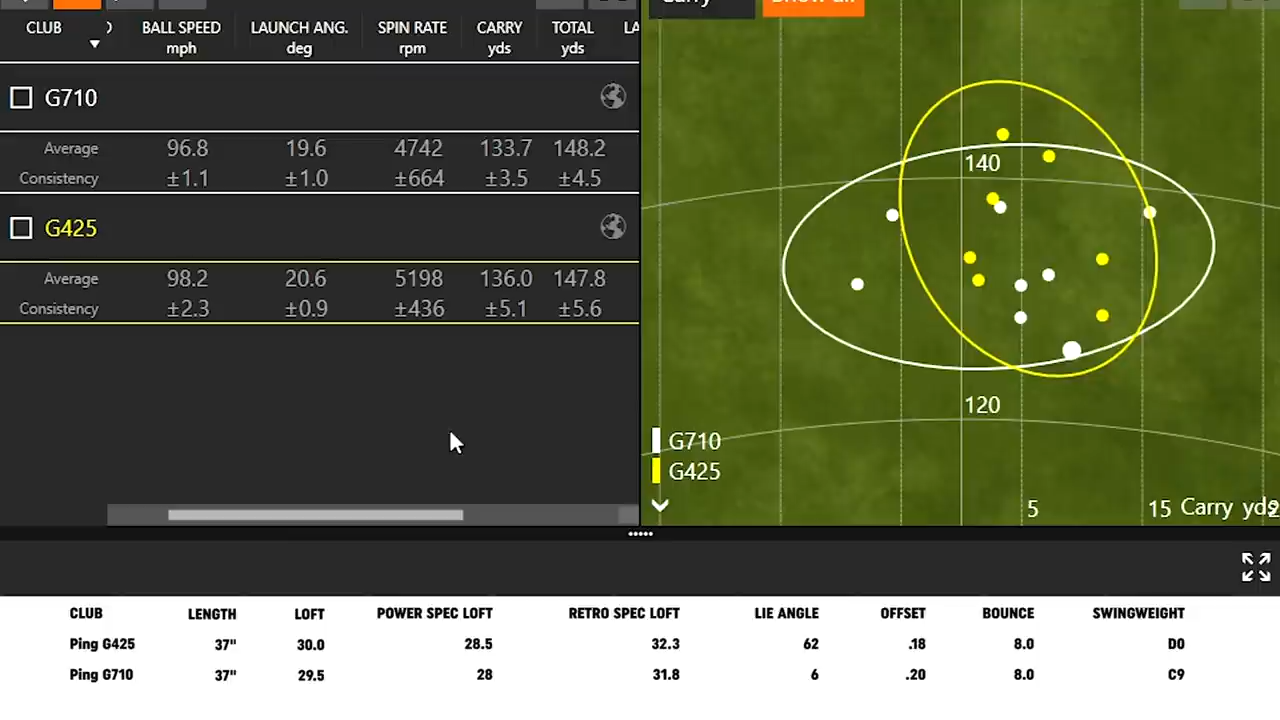 CLUB BALL SPEED LAUNCH ANG. SPIN RATE CARRY TOTAL LA
mph deg rpm yds yds
G710
Average 96.8 19.6 4742 133.7 148.2
Consistency ±1.1 ±1.0 ±664 ±3.5 ±4.5
G425
Average 98.2 20.6 5198 136.0 147.8
Consistency ±2.3 ±0.9 ±436 ±5.1 ±5.6
140
120
G710
G425
5 15 Carry yds
CLUB LENGTH LOFT POWER SPEC LOFT RETRO SPEC LOFT LIE ANGLE OFFSET BOUNCE SWINGWEIGHT
Ping G425 37" 30.0 28.5 32.3 62 .18 8.0 D0
Ping G710 37" 29.5 28 31.8 6 .20 8.0 C9